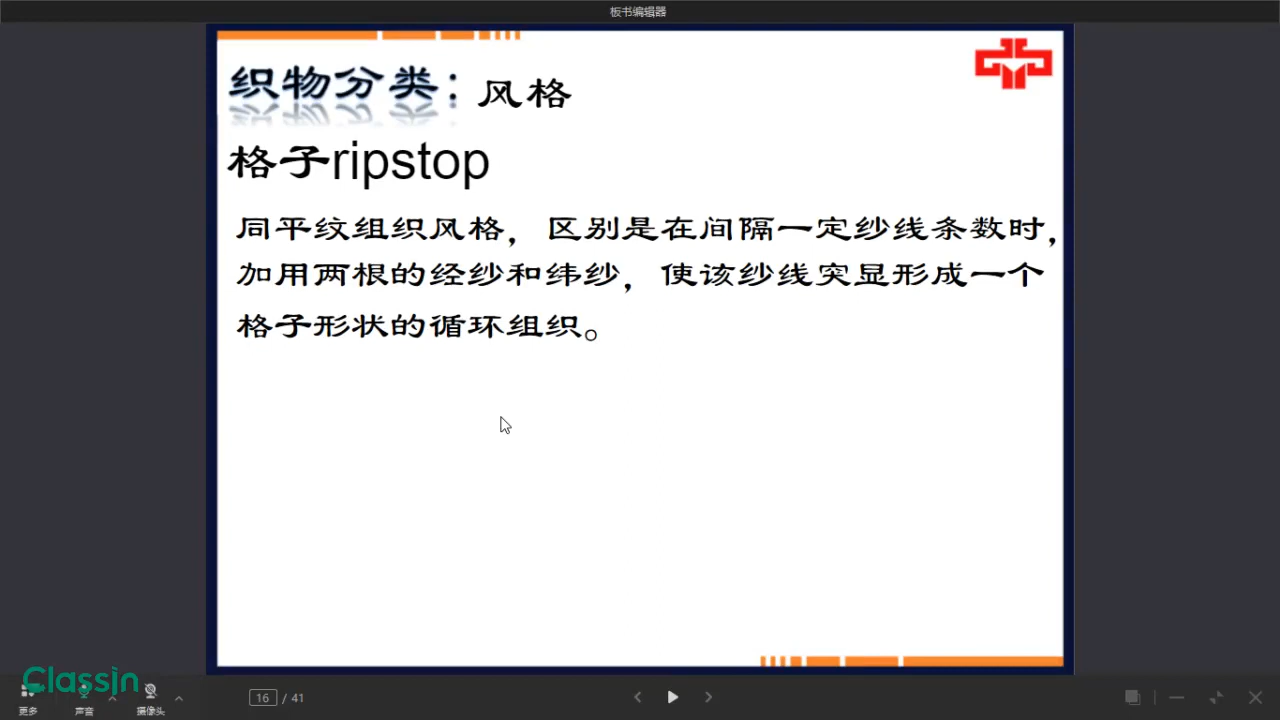 板书编辑器
织物分类：风格
格子ripstop
同平纹组织风格，区别是在间隔一定纱线条数时，
加用两根的经纱和纬纱，使该纱线突显形成一个
格子形状的循环组织。
ClassIn
更多 声音 摄像头 16 / 41